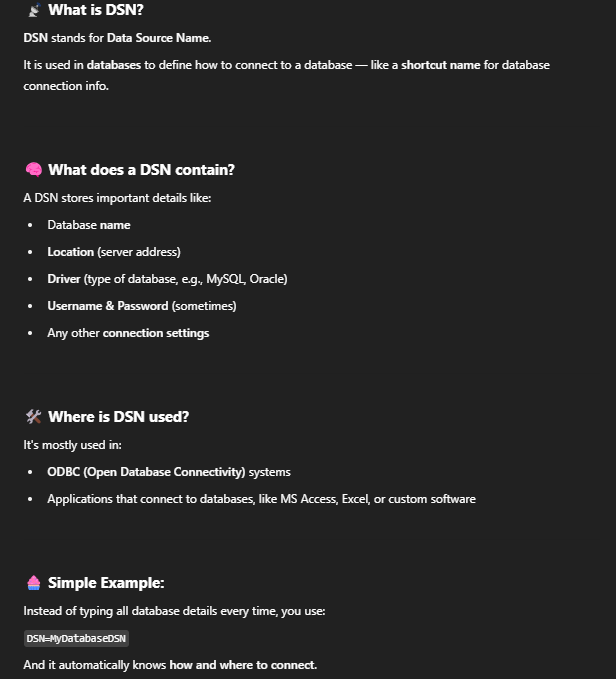 📡 What is DSN?
DSN stands for Data Source Name.
It is used in databases to define how to connect to a database — like a shortcut name for database
connection info.
🧠 What does a DSN contain?
A DSN stores important details like:
• Database name
• Location (server address)
• Driver (type of database, e.g., MySQL, Oracle)
• Username & Password (sometimes)
• Any other connection settings
🛠️ Where is DSN used?
It's mostly used in:
• ODBC (Open Database Connectivity) systems
• Applications that connect to databases, like MS Access, Excel, or custom software
🧁 Simple Example:
Instead of typing all database details every time, you use:
DSN=MyDatabaseDSN
And it automatically knows how and where to connect.